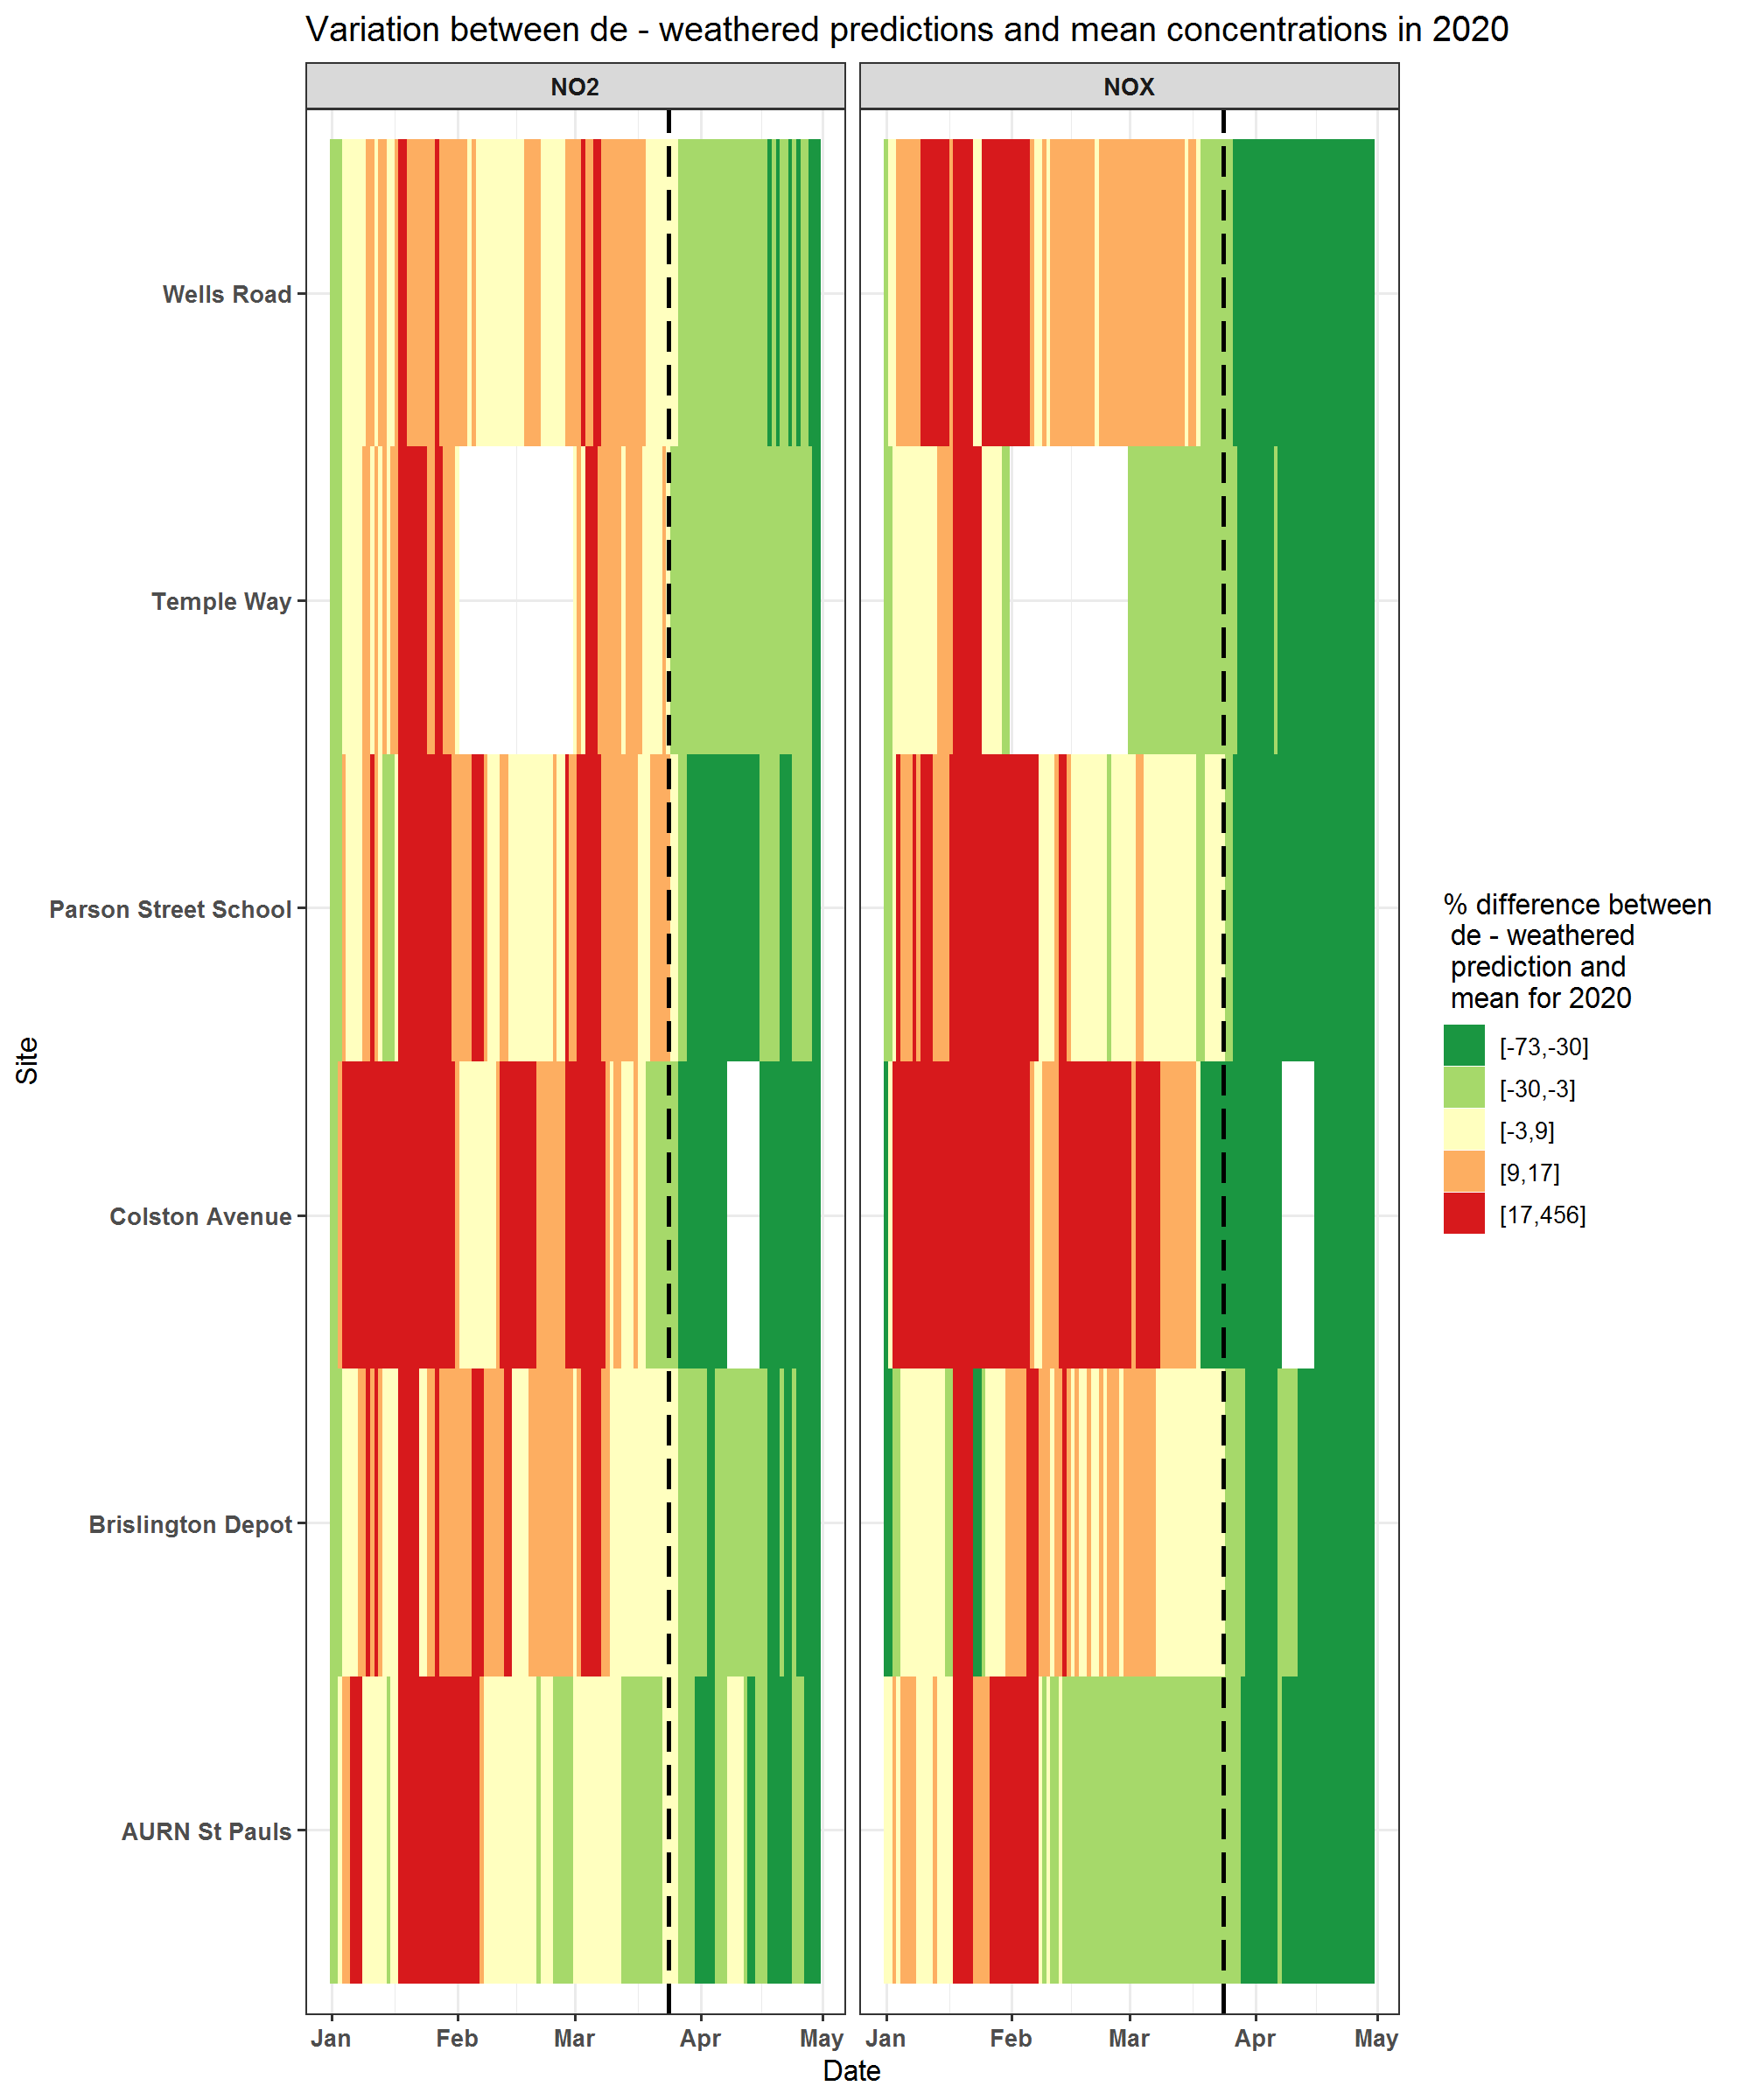 Variation between de - weathered predictions and mean concentrations in 2020
NO2
NOX
Wells Road
Temple Way
Parson Street School
Colston Avenue
Brislington Depot
AURN St Pauls
Site
Jan Feb Mar Apr May
Jan Feb Mar Apr May
Date
% difference between
de - weathered
prediction and
mean for 2020
[-73,-30]
[-30,-3]
[-3,9]
[9,17]
[17,456]